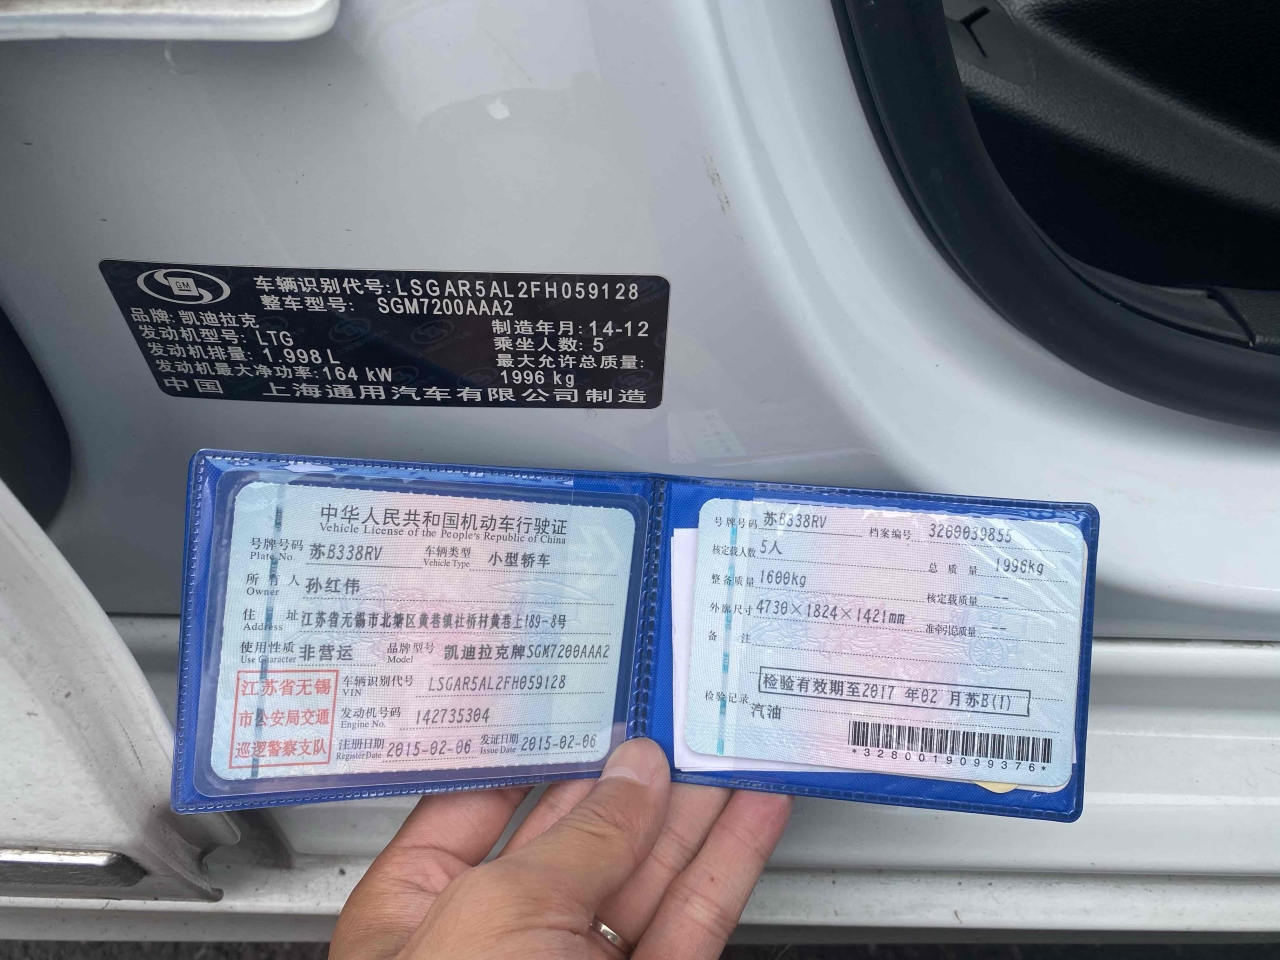 GM
车辆识别代号:LSGAR5AL2FH059128
整车型号: SGM7200AAA2
品牌:凯迪拉克
制造年月:14-12
发动机型号: LTG
乘坐人数:5
发动机排量:1.998 L
最大允许总质量:
发动机最大净功率:164 kW
1996 kg
中国 上海通用汽车有限公司制造
中华人民共和国机动车行驶证
Vehicle License of the People's Republic of China
号牌号码 苏B338RV 车辆类型 小型轿车
Plate No. Vehicle Type
所有人 孙红伟
Owner
住址 江苏省无锡市北塘区黄巷镇社桥村黄巷上189-8号
Address
使用性质 非营运 品牌型号 凯迪拉克牌SGM7200AAA2
Use Character Model
江苏省无锡
市公安局交通
巡逻警察支队
车辆识别代号 LSGAR5AL2FH059128
VIN
发动机号码 142735304
Engine No.
注册日期 2015-02-06 发证日期 2015-02-06
Register Date Issue Date
号牌号码 苏B338RV 档案编号 3260039855
核定载人数 5人 总质量 1996kg
整备质量 1600kg 核定载质量 --
外廓尺寸 4730×1824×1421mm 准牵引总质量 --
备注
检验有效期至2017 年02 月苏B(1)
检验记录
汽油
*3280019099376*